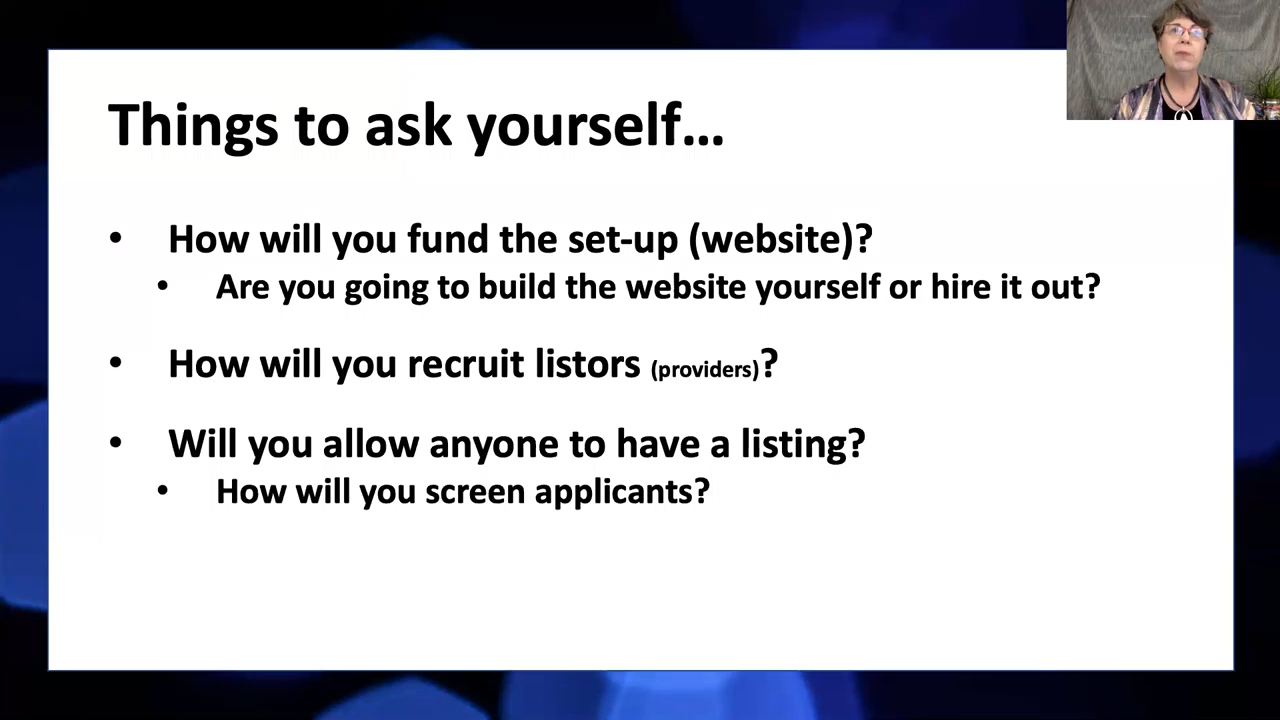 Things to ask yourself...
• How will you fund the set-up (website)?
• Are you going to build the website yourself or hire it out?
• How will you recruit listors (providers)?
• Will you allow anyone to have a listing?
• How will you screen applicants?